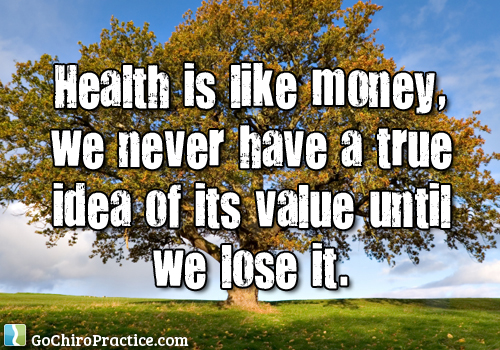 Health is like money,
we never have a true
idea of its value until
we lose it.
GoChiroPractice.com